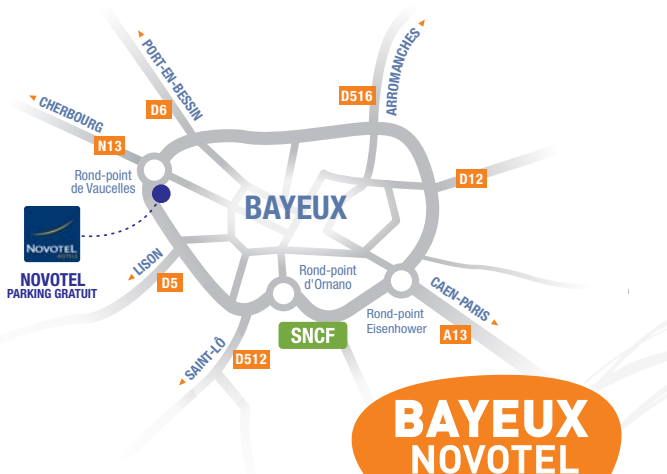 PORT-EN-BESSIN
ARROMANCHES
D516
CHERBOURG
D6
N13
Rond-point
de Vaucelles
D12
BAYEUX
NOVOTEL
HOTELS
NOVOTEL
PARKING GRATUIT
LISON
D5
Rond-point
d'Ornano
CAEN-PARIS
Rond-point
Eisenhower
A13
SNCF
SAINT-LÔ
D512
BAYEUX
NOVOTEL